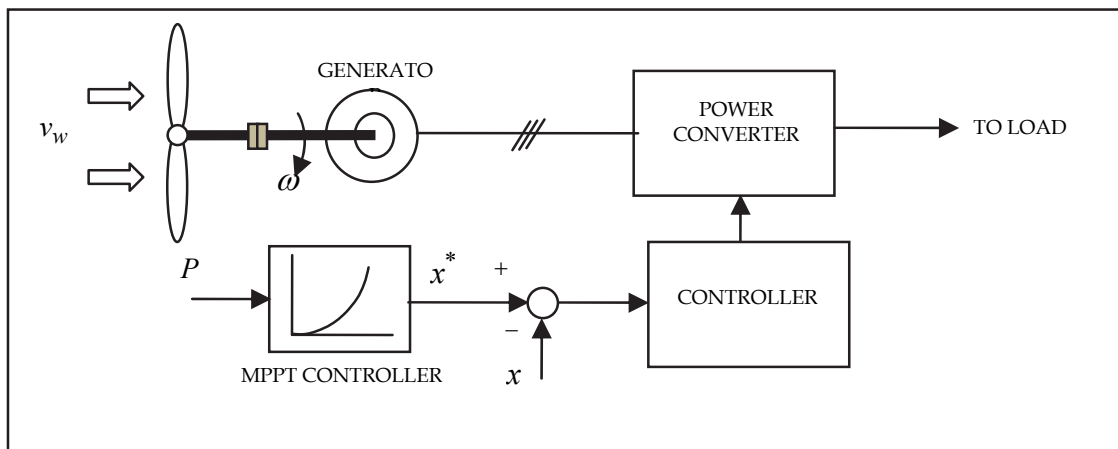 GENERATO
POWER
CONVERTER
TO LOAD
v_w
ω
P
x*
+
−
x
CONTROLLER
MPPT CONTROLLER